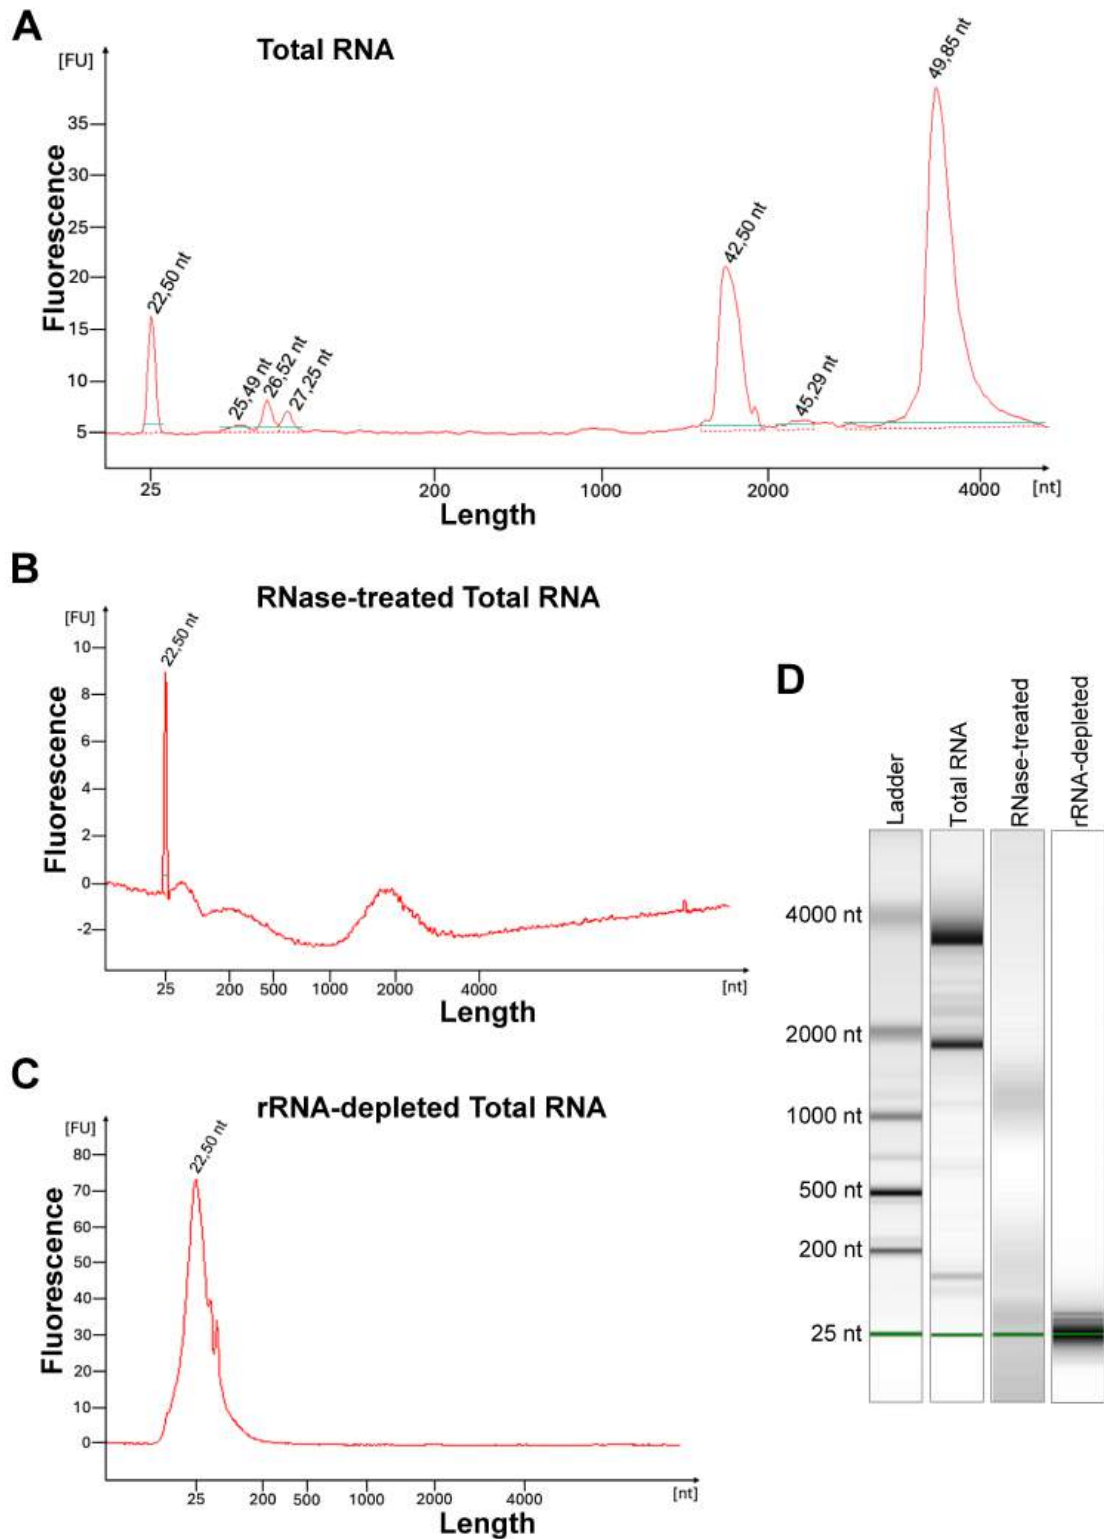 A
Total RNA
[FU]
Fluorescence
35
30
25
20
15
10
5
22,50 nt
25,49 nt
26,52 nt
27,25 nt
42,50 nt
45,29 nt
49,85 nt
25
200
1000
2000
4000
[nt]
Length
B
RNase-treated Total RNA
[FU]
Fluorescence
10
8
6
4
2
0
-2
22,50 nt
25
200
500
1000
2000
4000
[nt]
Length
C
rRNA-depleted Total RNA
[FU]
Fluorescence
80
70
60
50
40
30
20
10
0
22,50 nt
25
200
500
1000
2000
4000
[nt]
Length
D
Ladder
Total RNA
RNase-treated
rRNA-depleted
4000 nt
2000 nt
1000 nt
500 nt
200 nt
25 nt